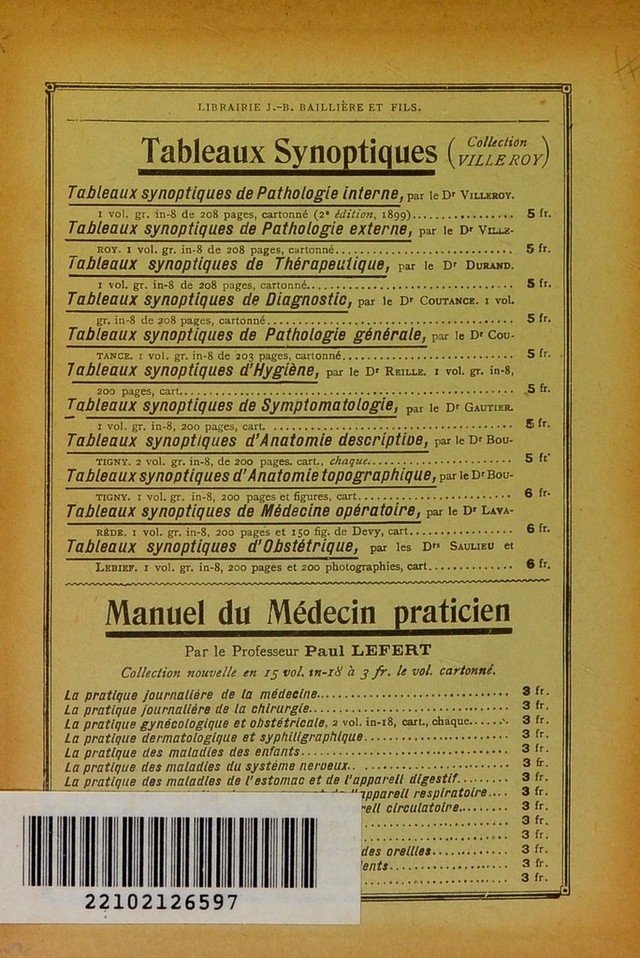 LIBRAIRIE J.-B. BAILLIÈRE ET FILS.
Tableaux Synoptiques (Collection VILLEROY)
Tableaux synoptiques de Pathologie interne, par le Dr VILLEROY.
1 vol. gr. in-8 de 208 pages, cartonné (2e édition, 1899)................ 5 fr.
Tableaux synoptiques de Pathologie externe, par le Dr VILLE-
ROY. 1 vol. gr. in-8 de 208 pages, cartonné............................ 5 fr.
Tableaux synoptiques de Thérapeutique, par le Dr DURAND.
1 vol. gr. in-8 de 208 pages, cartonné................................ 5 fr.
Tableaux synoptiques de Diagnostic, par le Dr COUTANCE. 1 vol.
gr. in-8 de 208 pages, cartonné...................................... 5 fr.
Tableaux synoptiques de Pathologie générale, par le Dr COU-
TANCE. 1 vol. gr. in-8 de 203 pages, cartonné........................... 5 fr.
Tableaux synoptiques d'Hygiène, par le Dr REILLE. 1 vol. gr. in-8,
200 pages, cart..................................................... 5 fr.
Tableaux synoptiques de Symptomatologie, par le Dr GAUTIER.
1 vol. gr. in-8, 200 pages, cart. ..................................... 5 fr.
Tableaux synoptiques d'Anatomie descriptive, par le Dr BOU-
TIGNY. 2 vol. gr. in-8, de 200 pages. cart., chaque....................... 5 fr
Tableaux synoptiques d'Anatomie topographique, par le Dr BOU-
TIGNY. 1 vol. gr. in-8, 200 pages et figures, cart........................ 6 fr.
Tableaux synoptiques de Médecine opératoire, par le Dr LAVA-
RÈDE. 1 vol. gr. in-8, 200 pages et 150 fig. de Devy, cart................ 6 fr.
Tableaux synoptiques d'Obstétrique, par les Drs SAULIEU et
LEBIEF. 1 vol. gr. in-8, 200 pages et 200 photographies, cart.............. 6 fr.
Manuel du Médecin praticien
Par le Professeur Paul LEFERT
Collection nouvelle en 15 vol. in-18 à 3 fr. le vol. cartonné.
La pratique journalière de la médecine.............................. 3 fr.
La pratique journalière de la chirurgie.............................. 3 fr.
La pratique gynécologique et obstétricale, 2 vol. in-18, cart., chaque...... 3 fr.
La pratique dermatologique et syphiligraphique....................... 3 fr.
La pratique des maladies des enfants................................ 3 fr.
La pratique des maladies du système nerveux.. ....................... 3 fr.
La pratique des maladies de l'estomac et de l'appareil digestif......... 3 fr.
l'appareil respiratoire.... 3 fr.
reil circulatoire......... 3 fr.
3 fr.
3 fr.
des oreilles............. 3 fr.
ents.................... 3 fr.
3 fr.
22102126597